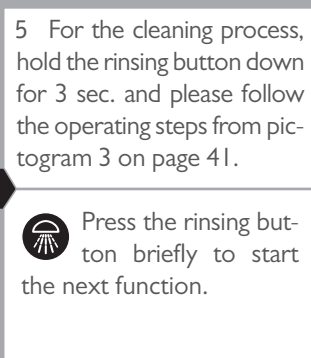 5 For the cleaning process,
hold the rinsing button down
for 3 sec. and please follow
the operating steps from pic-
togram 3 on page 41.
Press the rinsing but-
ton briefly to start
the next function.